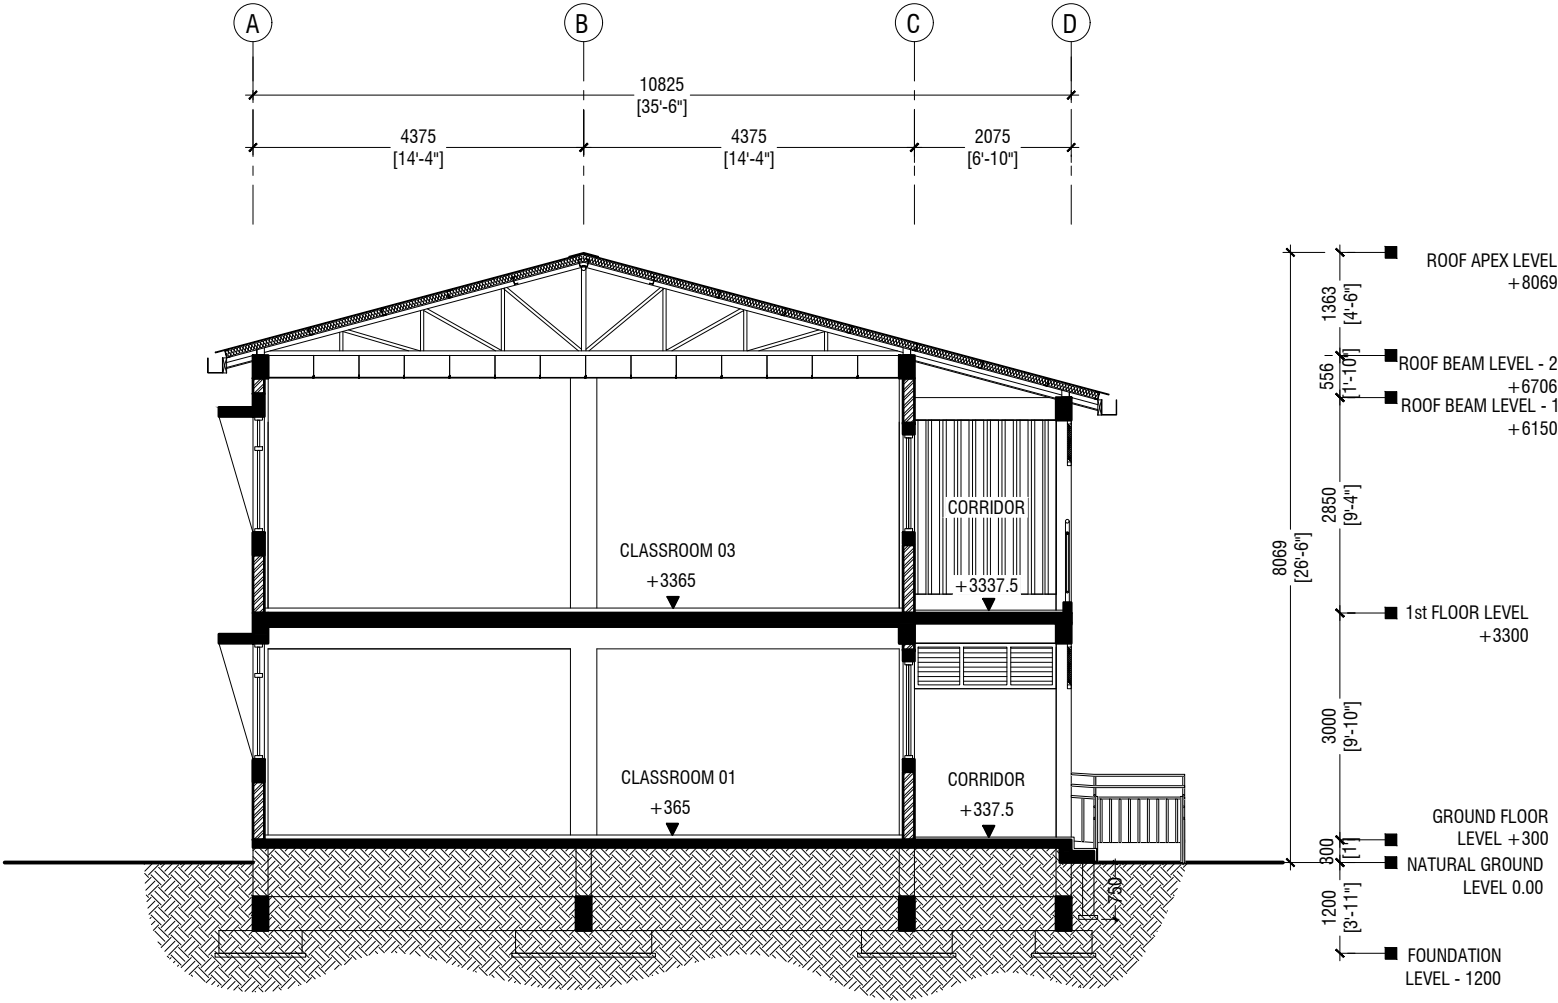 A
B
C
D
10825
[35'-6"]
4375
[14'-4"]
4375
[14'-4"]
2075
[6'-10"]
ROOF APEX LEVEL
+8069
1363
[4'-6"]
ROOF BEAM LEVEL - 2
+6706
556
[1'-10"]
ROOF BEAM LEVEL - 1
+6150
2850
[9'-4"]
8069
[26'-6"]
CORRIDOR
+3337.5
CLASSROOM 03
+3365
1st FLOOR LEVEL
+3300
3000
[9'-10"]
CLASSROOM 01
+365
CORRIDOR
+337.5
GROUND FLOOR
LEVEL +300
300
[1']
NATURAL GROUND
LEVEL 0.00
760
1200
[3'-11"]
FOUNDATION
LEVEL - 1200